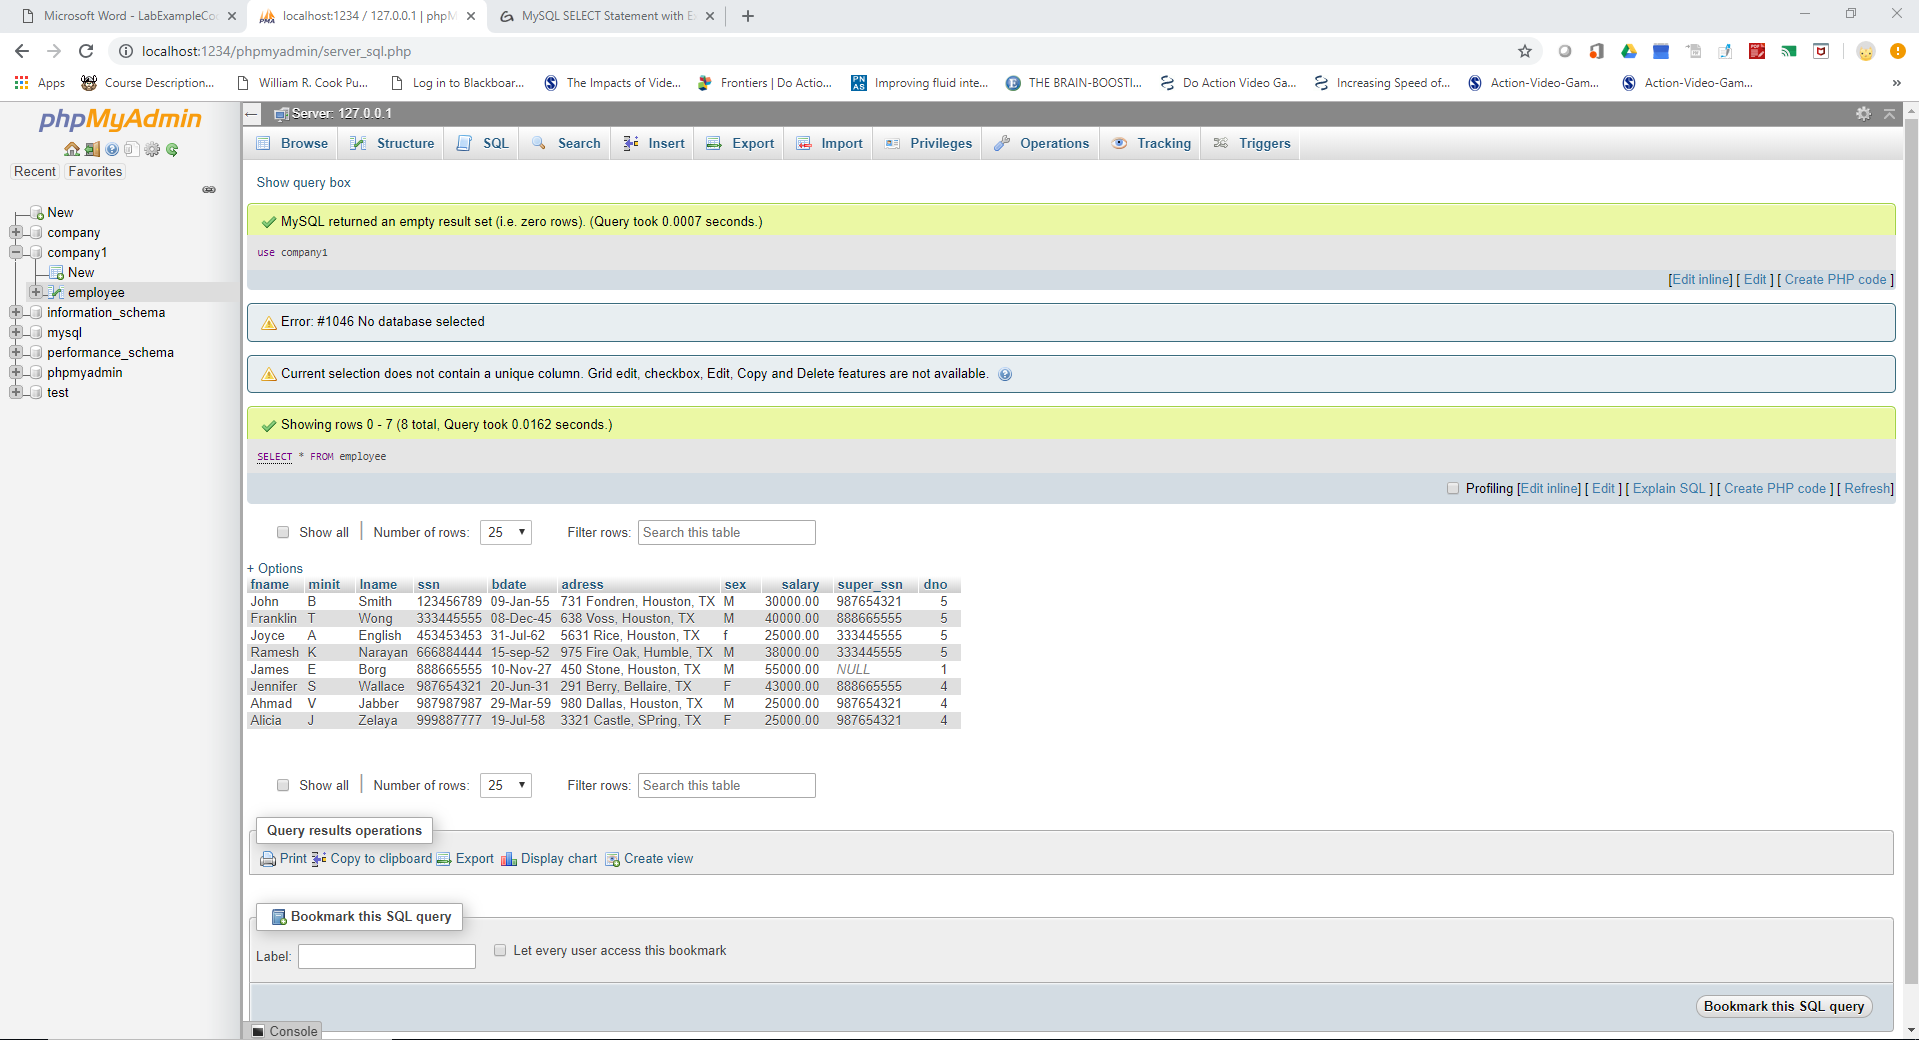 Microsoft Word - LabExampleCo
localhost:1234 / 127.0.0.1 | phpM
MySQL SELECT Statement with E
localhost:1234/phpmyadmin/server_sql.php
Apps
Course Description...
William R. Cook Pu...
Log in to Blackboar...
The Impacts of Vide...
Frontiers | Do Actio...
Improving fluid inte...
THE BRAIN-BOOSTI...
Do Action Video Ga...
Increasing Speed of...
Action-Video-Gam...
Action-Video-Gam...
phpMyAdmin
Recent Favorites
New
company
company1
New
employee
information_schema
mysql
performance_schema
phpmyadmin
test
Server: 127.0.0.1
Browse Structure SQL Search Insert Export Import Privileges Operations Tracking Triggers
Show query box
MySQL returned an empty result set (i.e. zero rows). (Query took 0.0007 seconds.)
use company1
[Edit inline] [ Edit ] [ Create PHP code ]
Error: #1046 No database selected
Current selection does not contain a unique column. Grid edit, checkbox, Edit, Copy and Delete features are not available.
Showing rows 0 - 7 (8 total, Query took 0.0162 seconds.)
SELECT * FROM employee
Profiling [Edit inline] [ Edit ] [ Explain SQL ] [ Create PHP code ] [ Refresh]
Show all | Number of rows: 25 Filter rows: Search this table
+ Options
fname minit lname ssn bdate adress sex salary super_ssn dno
John B Smith 123456789 09-Jan-55 731 Fondren, Houston, TX M 30000.00 987654321 5
Franklin T Wong 333445555 08-Dec-45 638 Voss, Houston, TX M 40000.00 888665555 5
Joyce A English 453453453 31-Jul-62 5631 Rice, Houston, TX f 25000.00 333445555 5
Ramesh K Narayan 666884444 15-sep-52 975 Fire Oak, Humble, TX M 38000.00 333445555 5
James E Borg 888665555 10-Nov-27 450 Stone, Houston, TX M 55000.00 NULL 1
Jennifer S Wallace 987654321 20-Jun-31 291 Berry, Bellaire, TX F 43000.00 888665555 4
Ahmad V Jabber 987987987 29-Mar-59 980 Dallas, Houston, TX M 25000.00 987654321 4
Alicia J Zelaya 999887777 19-Jul-58 3321 Castle, SPring, TX F 25000.00 987654321 4
Show all | Number of rows: 25 Filter rows: Search this table
Query results operations
Print Copy to clipboard Export Display chart Create view
Bookmark this SQL query
Label:
Let every user access this bookmark
Bookmark this SQL query
Console